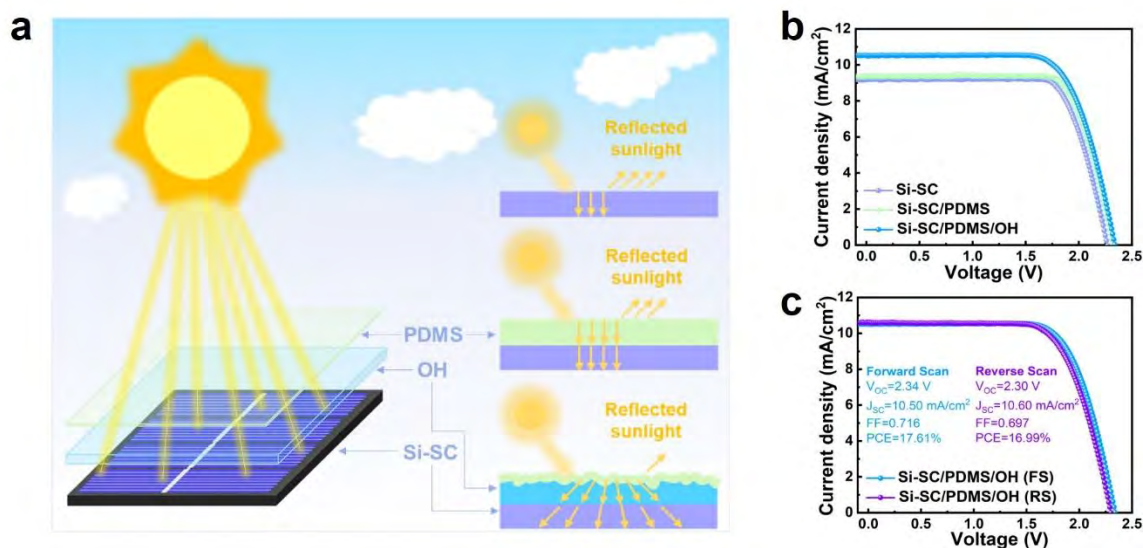 a
Reflected
sunlight
Reflected
sunlight
PDMS
OH
Si-SC
Reflected
sunlight
b
Current density (mA/cm²)
12
10
8
6
4
2
0
Si-SC
Si-SC/PDMS
Si-SC/PDMS/OH
0.0 0.5 1.0 1.5 2.0 2.5
Voltage (V)
c
Current density (mA/cm²)
12
10
8
6
4
2
0
Forward Scan Reverse Scan
V_OC=2.34 V V_OC=2.30 V
J_SC=10.50 mA/cm² J_SC=10.60 mA/cm²
FF=0.716 FF=0.697
PCE=17.61% PCE=16.99%
Si-SC/PDMS/OH (FS)
Si-SC/PDMS/OH (RS)
0.0 0.5 1.0 1.5 2.0 2.5
Voltage (V)